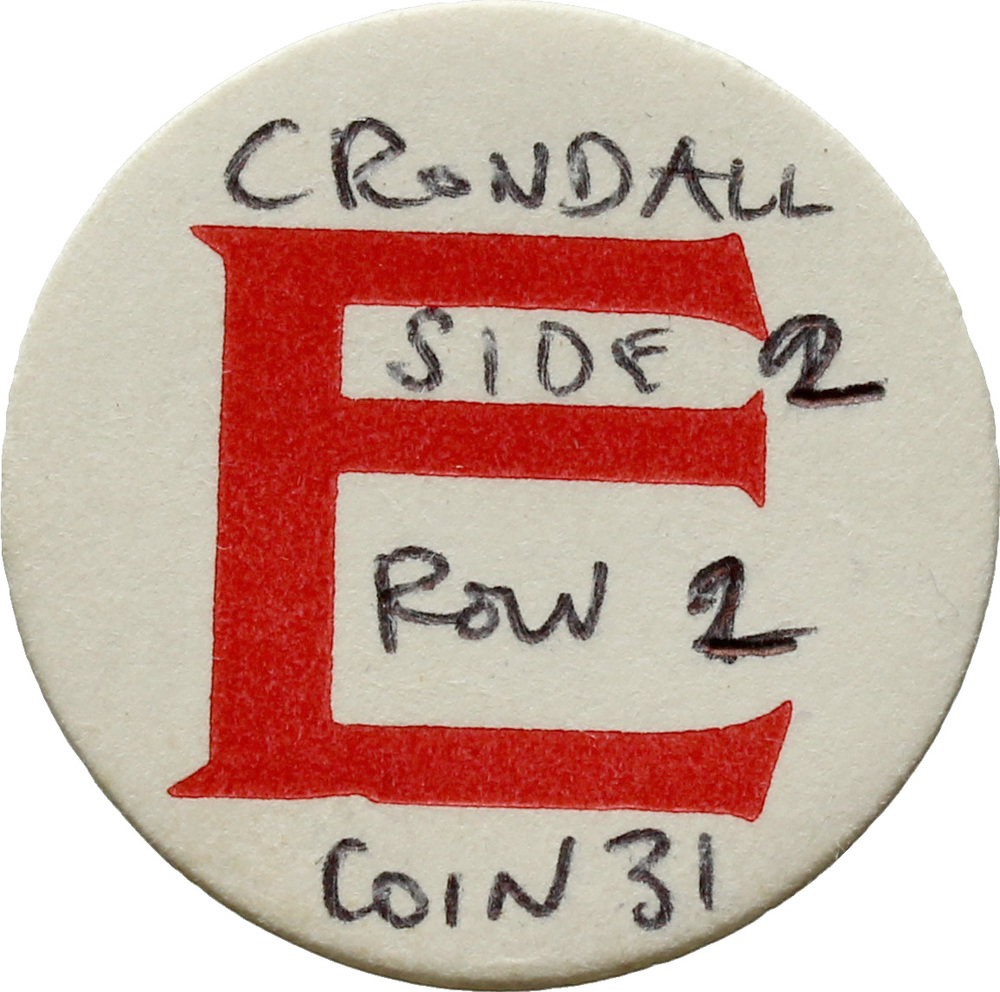 CRONDALL
E
SIDE 2
ROW 2
COIN 31